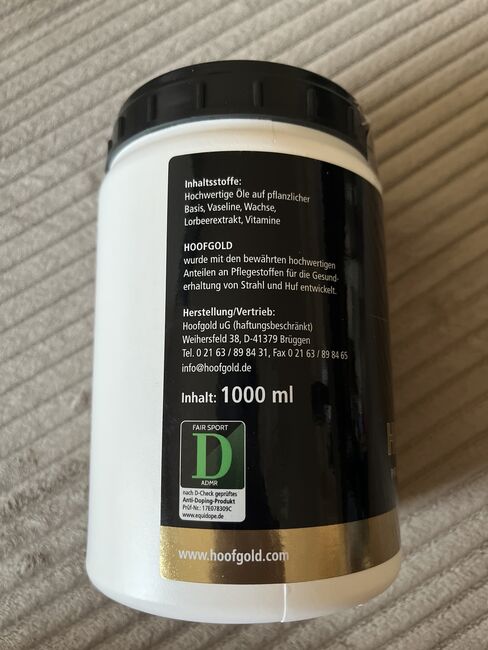 Inhaltsstoffe:
Hochwertige Öle auf pflanzlicher
Basis, Vaseline, Wachse,
Lorbeerextrakt, Vitamine
HOOFGOLD
wurde mit den bewährten hochwertigen
Anteilen an Pflegestoffen für die Gesund-
erhaltung von Strahl und Huf entwickelt.
Herstellung/Vertrieb:
Hoofgold uG (haftungsbeschränkt)
Weihersfeld 38, D-41379 Brüggen
Tel. 0 21 63 / 89 84 31, Fax 0 21 63 / 89 84 65
info@hoofgold.de
Inhalt: 1000 ml
FAIR SPORT
D
ADMR
nach D-Check geprüftes
Anti-Doping-Produkt
Prüf-Nr.: 17E078309C
www.equidope.de
www.hoofgold.com